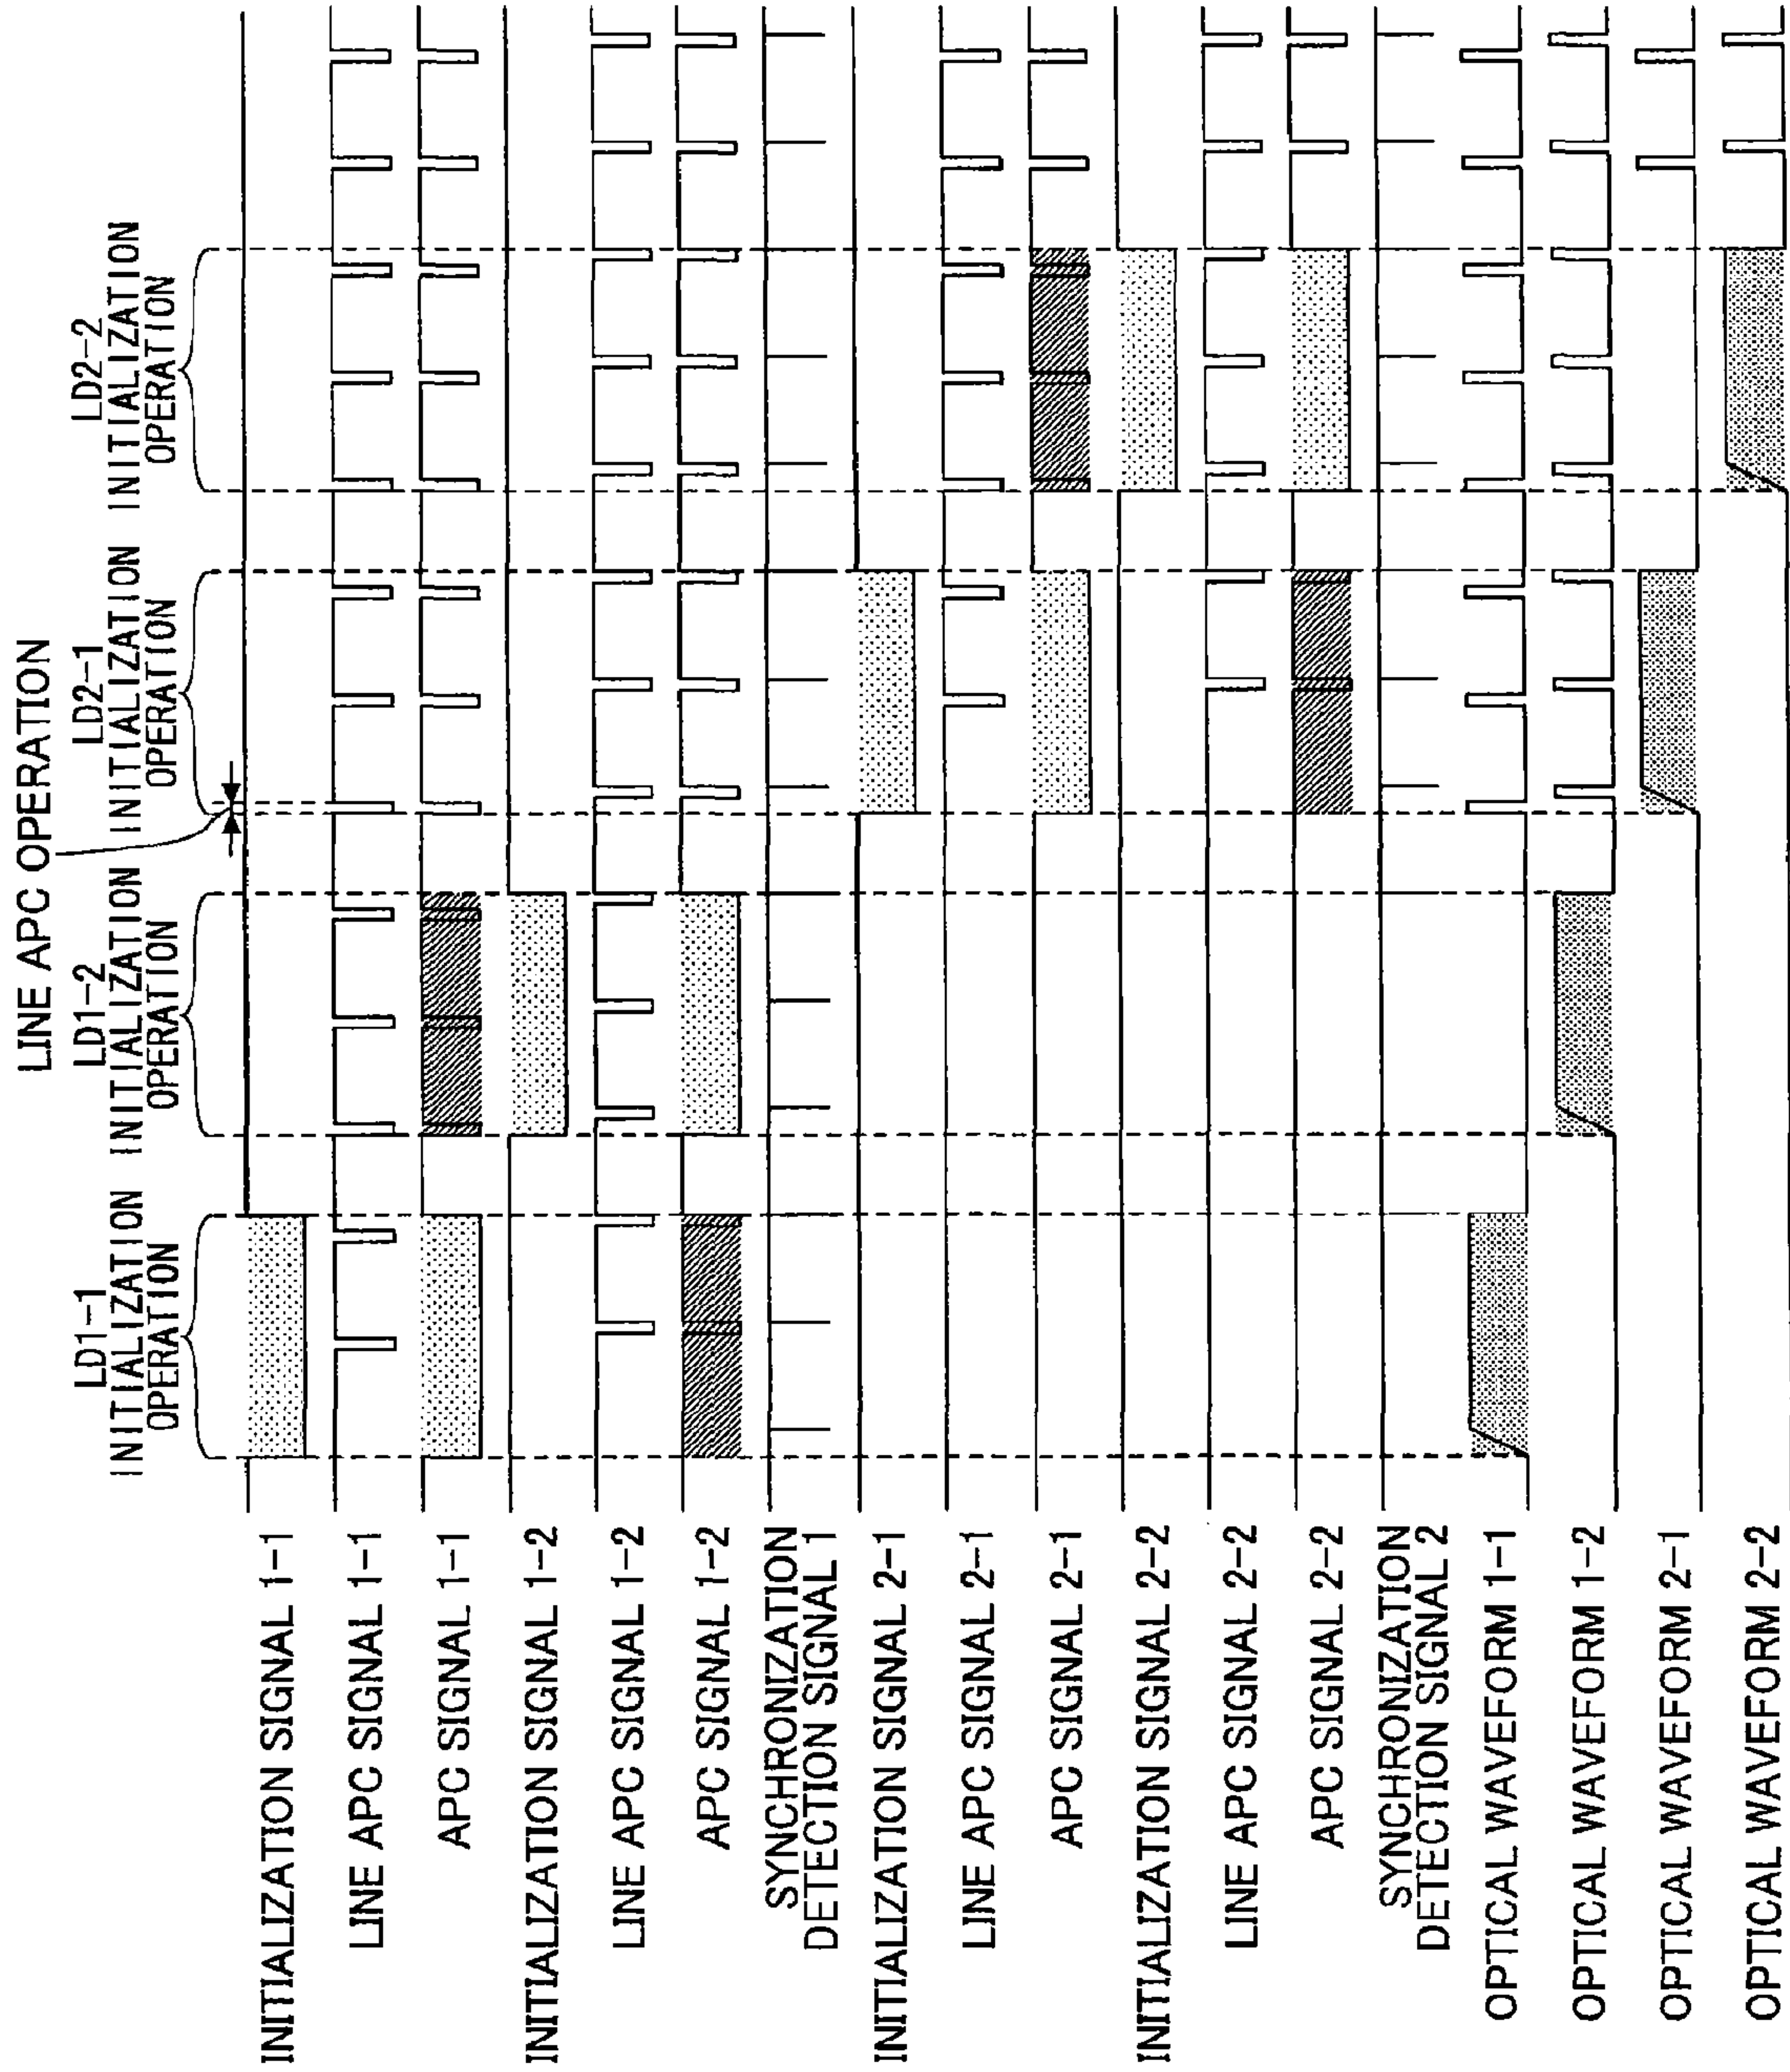 LINE APC OPERATION
LD1-1
INITIALIZATION
OPERATION
LD1-2
INITIALIZATION
OPERATION
LD2-1
INITIALIZATION
OPERATION
LD2-2
INITIALIZATION
OPERATION
INITIALIZATION SIGNAL 1-1
LINE APC SIGNAL 1-1
APC SIGNAL 1-1
INITIALIZATION SIGNAL 1-2
LINE APC SIGNAL 1-2
APC SIGNAL 1-2
SYNCHRONIZATION
DETECTION SIGNAL 1
INITIALIZATION SIGNAL 2-1
LINE APC SIGNAL 2-1
APC SIGNAL 2-1
INITIALIZATION SIGNAL 2-2
LINE APC SIGNAL 2-2
APC SIGNAL 2-2
SYNCHRONIZATION
DETECTION SIGNAL 2
OPTICAL WAVEFORM 1-1
OPTICAL WAVEFORM 1-2
OPTICAL WAVEFORM 2-1
OPTICAL WAVEFORM 2-2